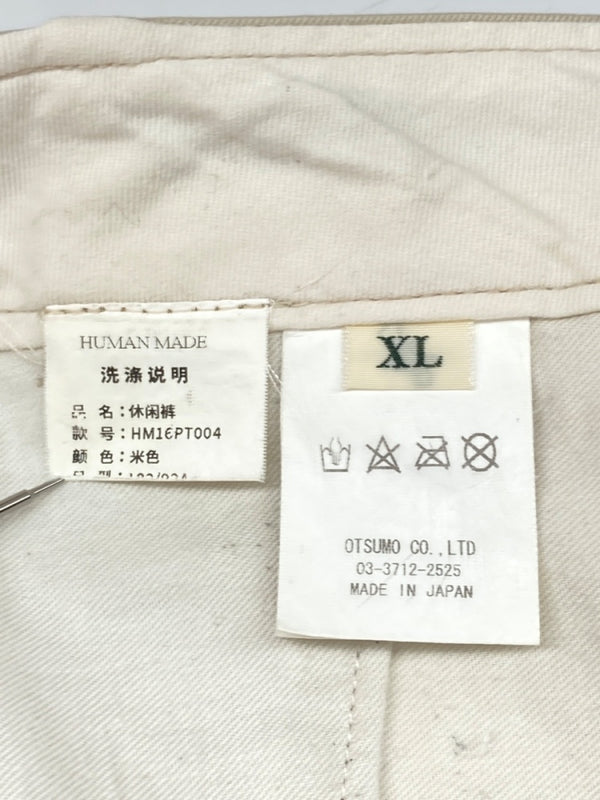 HUMAN MADE
洗涤说明
品 名：休闲裤
款 号：HM16PT004
颜 色：米色
XL
OTSUMO CO.,LTD
03-3712-2525
MADE IN JAPAN